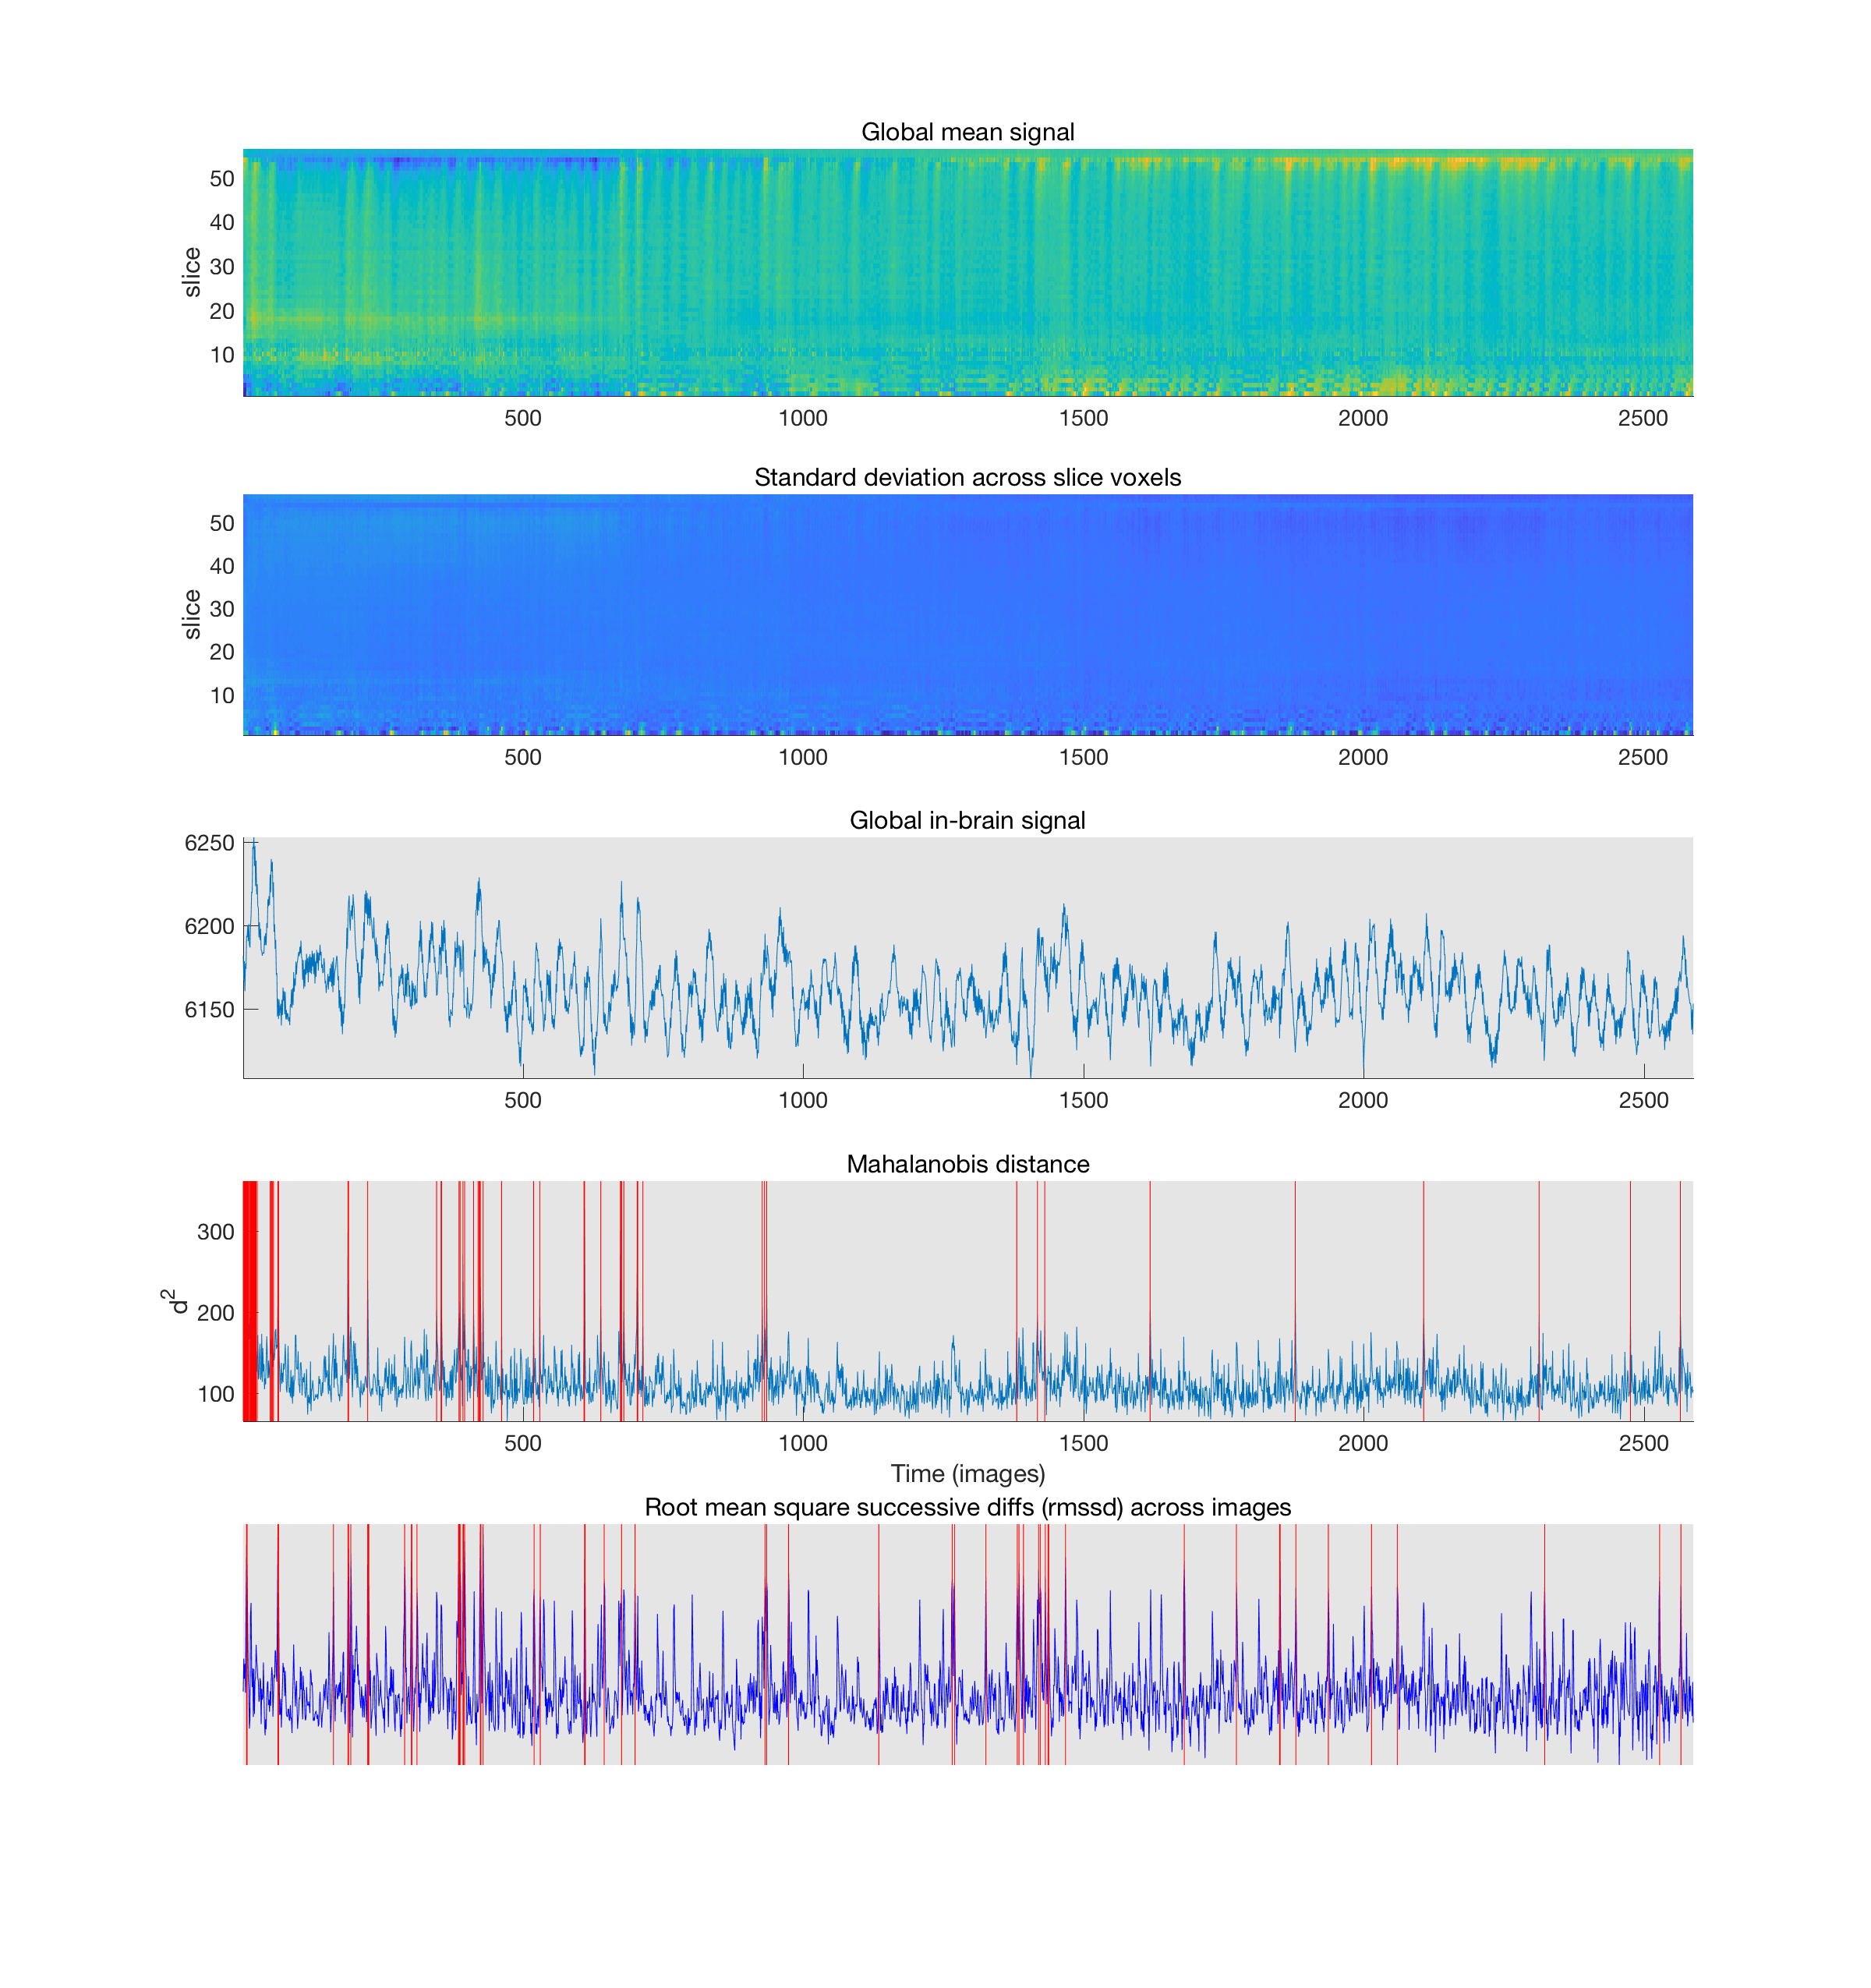 Global mean signal
50
40
30
20
10
slice
500 1000 1500 2000 2500
Standard deviation across slice voxels
50
40
30
20
10
slice
500 1000 1500 2000 2500
Global in-brain signal
6250
6200
6150
500 1000 1500 2000 2500
Mahalanobis distance
300
200
100
d²
500 1000 1500 2000 2500
Time (images)
Root mean square successive diffs (rmssd) across images